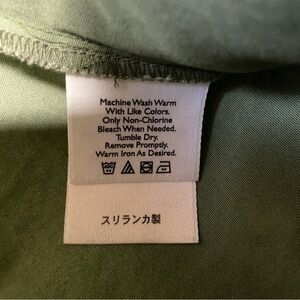 Machine Wash Warm
With Like Colors.
Only Non-Chlorine
Bleach When Needed.
Tumble Dry.
Remove Promptly.
Warm Iron As Desired.
スリランカ製